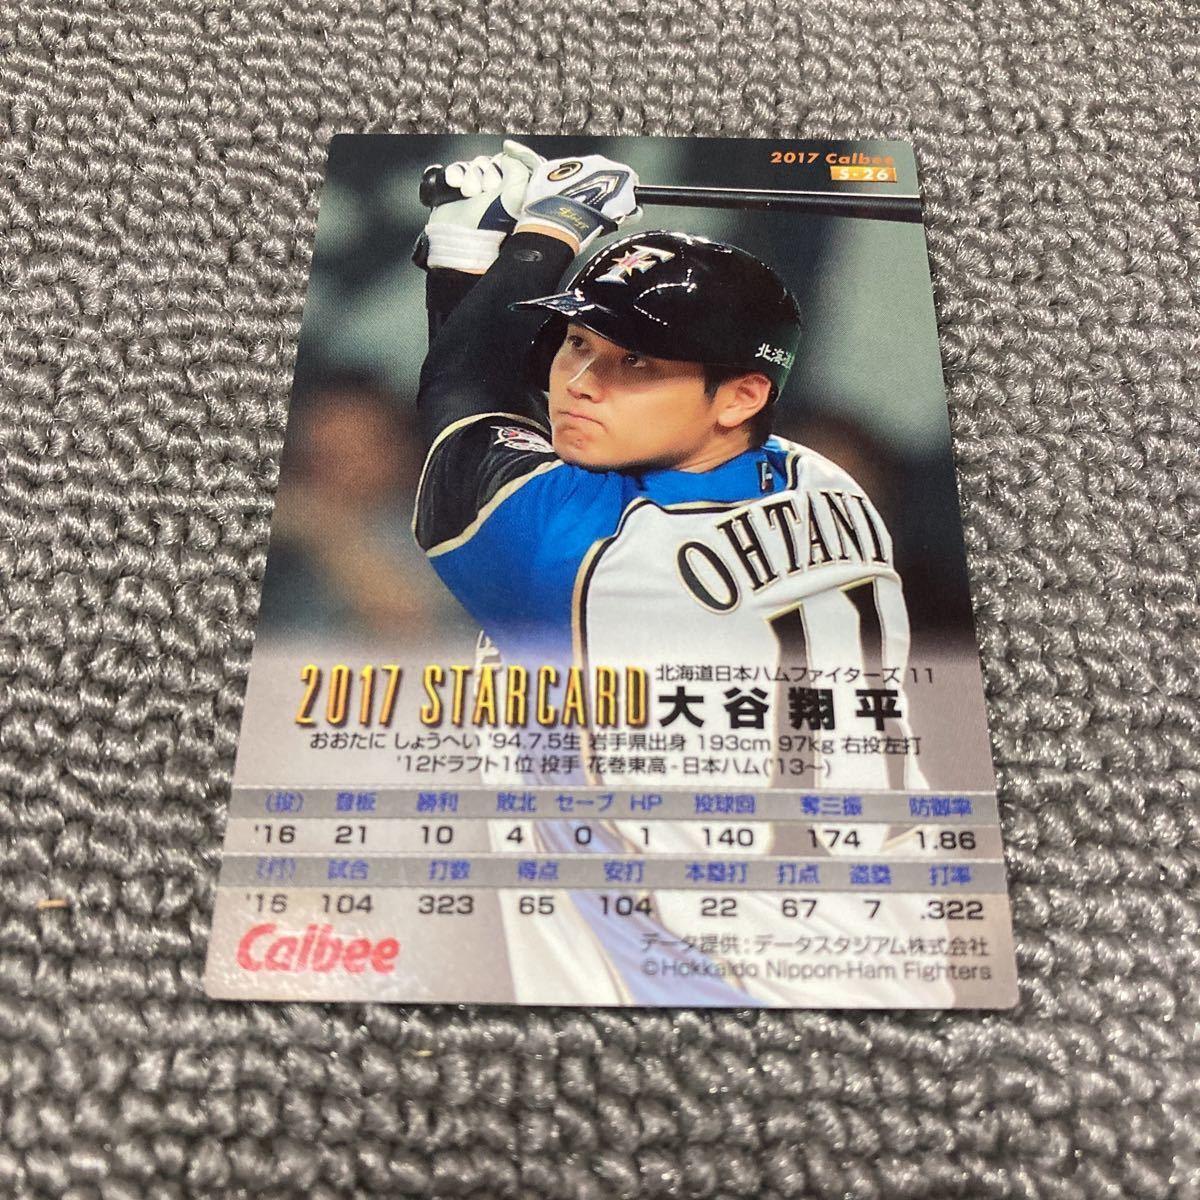 2017 Calbee
S-26
F
北海道
OHTANI
11
2017 STARCARD
北海道日本ハムファイターズ 11
大谷翔平
おおたに しょうへい '94.7.5生 岩手県出身 193cm 97kg 右投左打
'12ドラフト1位 投手 花巻東高-日本ハム('13〜)
(投) 登板 勝利 敗北 セーブ HP 投球回 奪三振 防御率
'16 21 10 4 0 1 140 174 1.86
(打) 試合 打数 得点 安打 本塁打 打点 盗塁 打率
'16 104 323 65 104 22 67 7 .322
Calbee
データ提供:データスタジアム株式会社
©Hokkaido Nippon-Ham Fighters